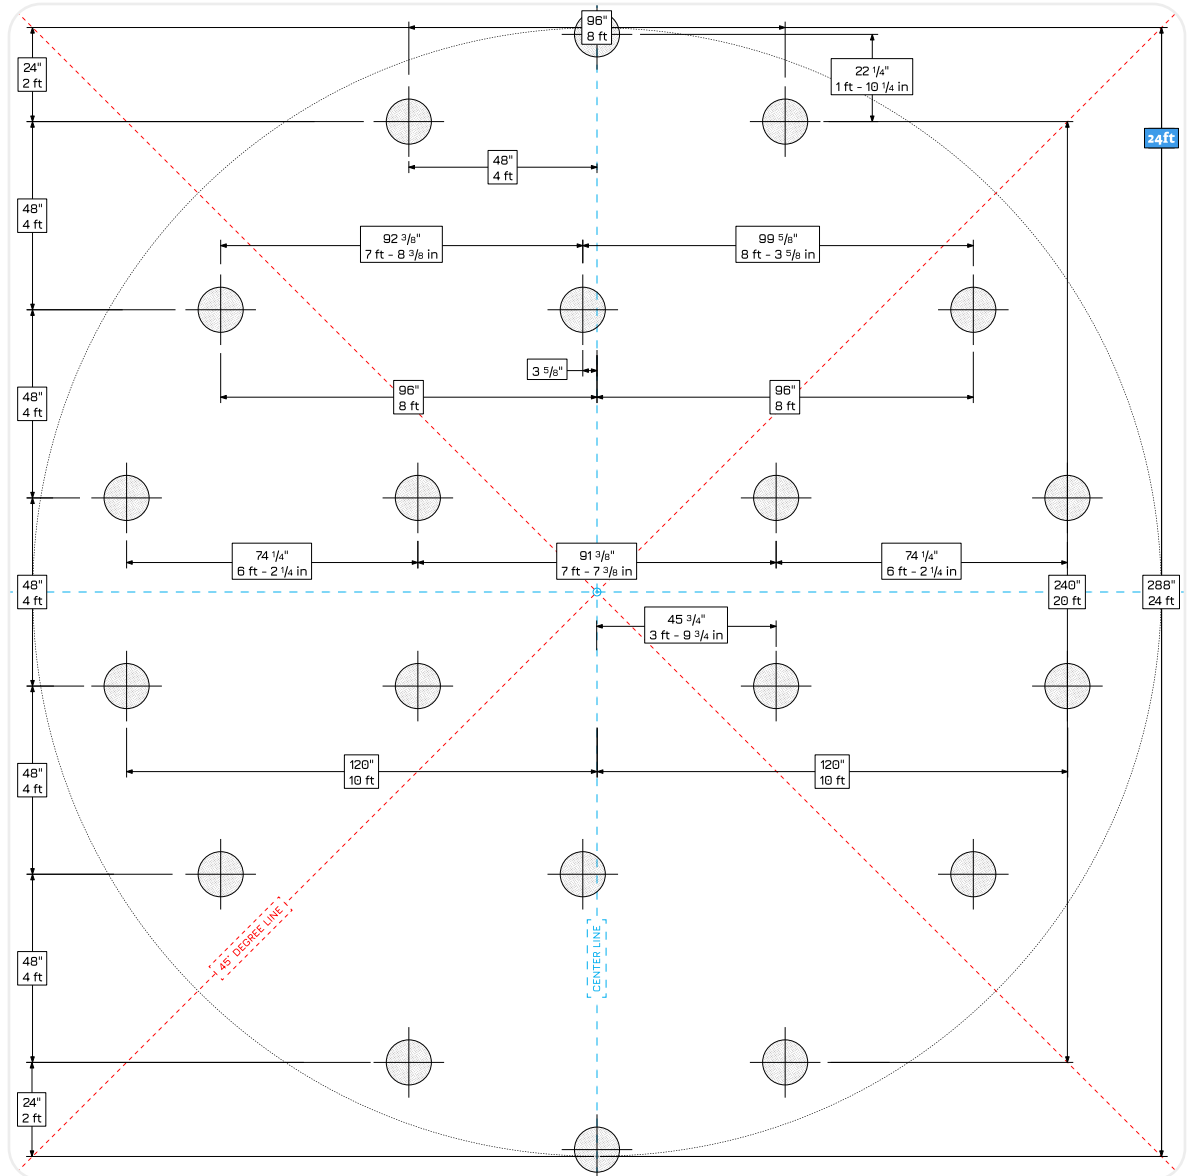 96"
8 ft
24"
2 ft
22 1/4"
1 ft - 10 1/4 in
24ft
48"
4 ft
48"
4 ft
92 3/8"
7 ft - 8 3/8 in
99 5/8"
8 ft - 3 5/8 in
3 5/8"
48"
4 ft
96"
8 ft
96"
8 ft
74 1/4"
6 ft - 2 1/4 in
91 3/8"
7 ft - 7 3/8 in
74 1/4"
6 ft - 2 1/4 in
48"
4 ft
240"
20 ft
288"
24 ft
45 3/4"
3 ft - 9 3/4 in
48"
4 ft
120"
10 ft
120"
10 ft
45° DEGREE LINE
CENTER LINE
48"
4 ft
24"
2 ft